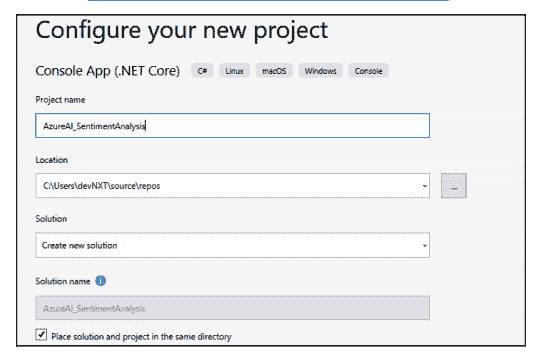 Configure your new project
Console App (.NET Core) C# Linux macOS Windows Console
Project name
AzureAI_SentimentAnalysis
Location
C:\Users\devNXT\source\repos
...
Solution
Create new solution
Solution name
AzureAI_SentimentAnalysis
Place solution and project in the same directory